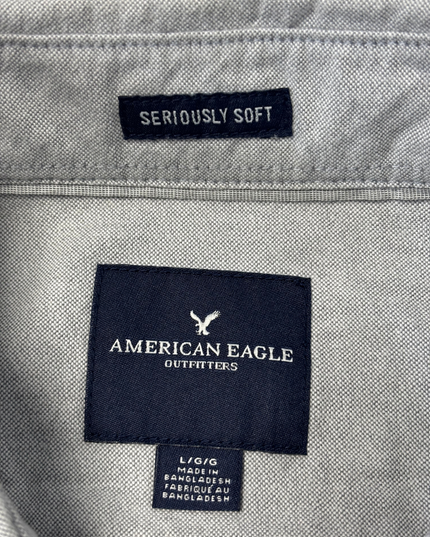 SERIOUSLY SOFT
AMERICAN EAGLE
OUTFITTERS
L/G/G
MADE IN
BANGLADESH
FABRIQUÉ AU
BANGLADESH